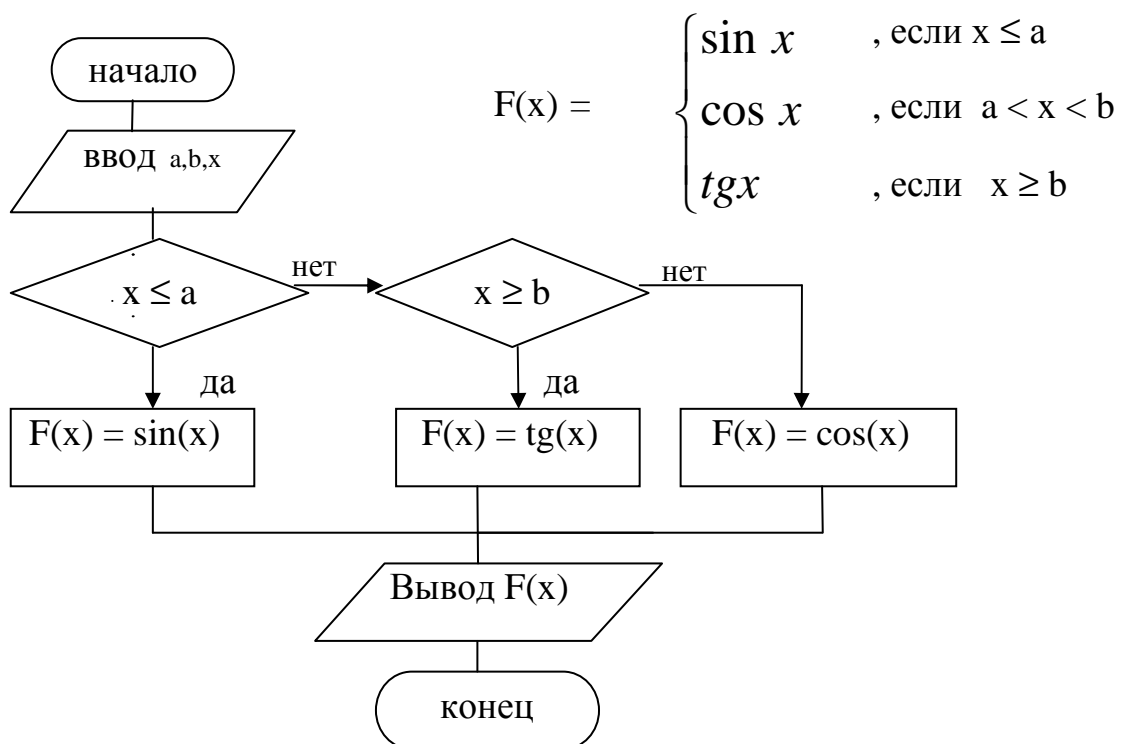 начало
ввод a,b,x
F(x) =
sin x , если x ≤ a
cos x , если a < x < b
tgx , если x ≥ b
x ≤ a
нет
x ≥ b
нет
да
да
F(x) = sin(x)
F(x) = tg(x)
F(x) = cos(x)
Вывод F(x)
конец